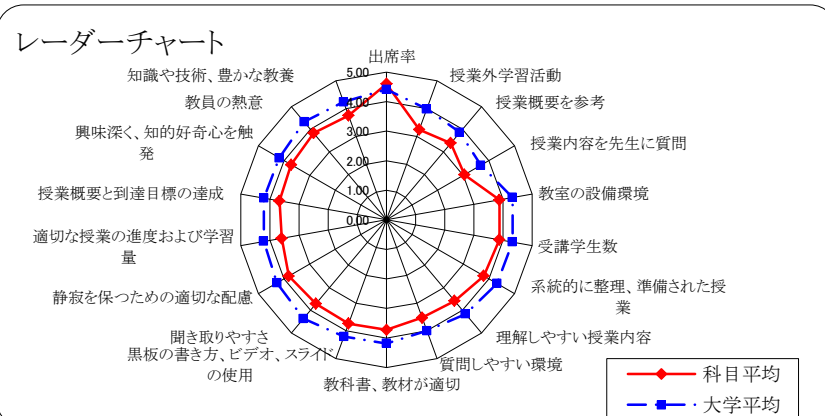 レーダーチャート
出席率
授業外学習活動
授業概要を参考
授業内容を先生に質問
教室の設備環境
受講学生数
系統的に整理、準備された授
業
理解しやすい授業内容
質問しやすい環境
教科書、教材が適切
黒板の書き方、ビデオ、スライド
の使用
聞き取りやすさ
静寂を保つための適切な配慮
適切な授業の進度および学習
量
授業概要と到達目標の達成
興味深く、知的好奇心を触
発
教員の熱意
知識や技術、豊かな教養
5.00
4.00
3.00
2.00
1.00
0.00
科目平均
大学平均